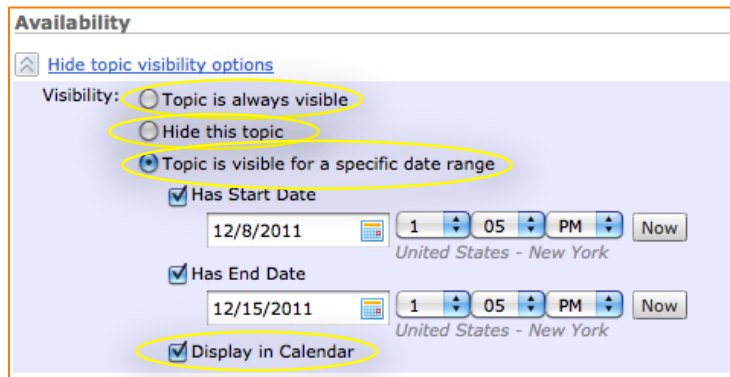 Availability
Hide topic visibility options
Visibility: Topic is always visible
Hide this topic
Topic is visible for a specific date range
Has Start Date
12/8/2011 1 05 PM Now
United States - New York
Has End Date
12/15/2011 1 05 PM Now
United States - New York
Display in Calendar